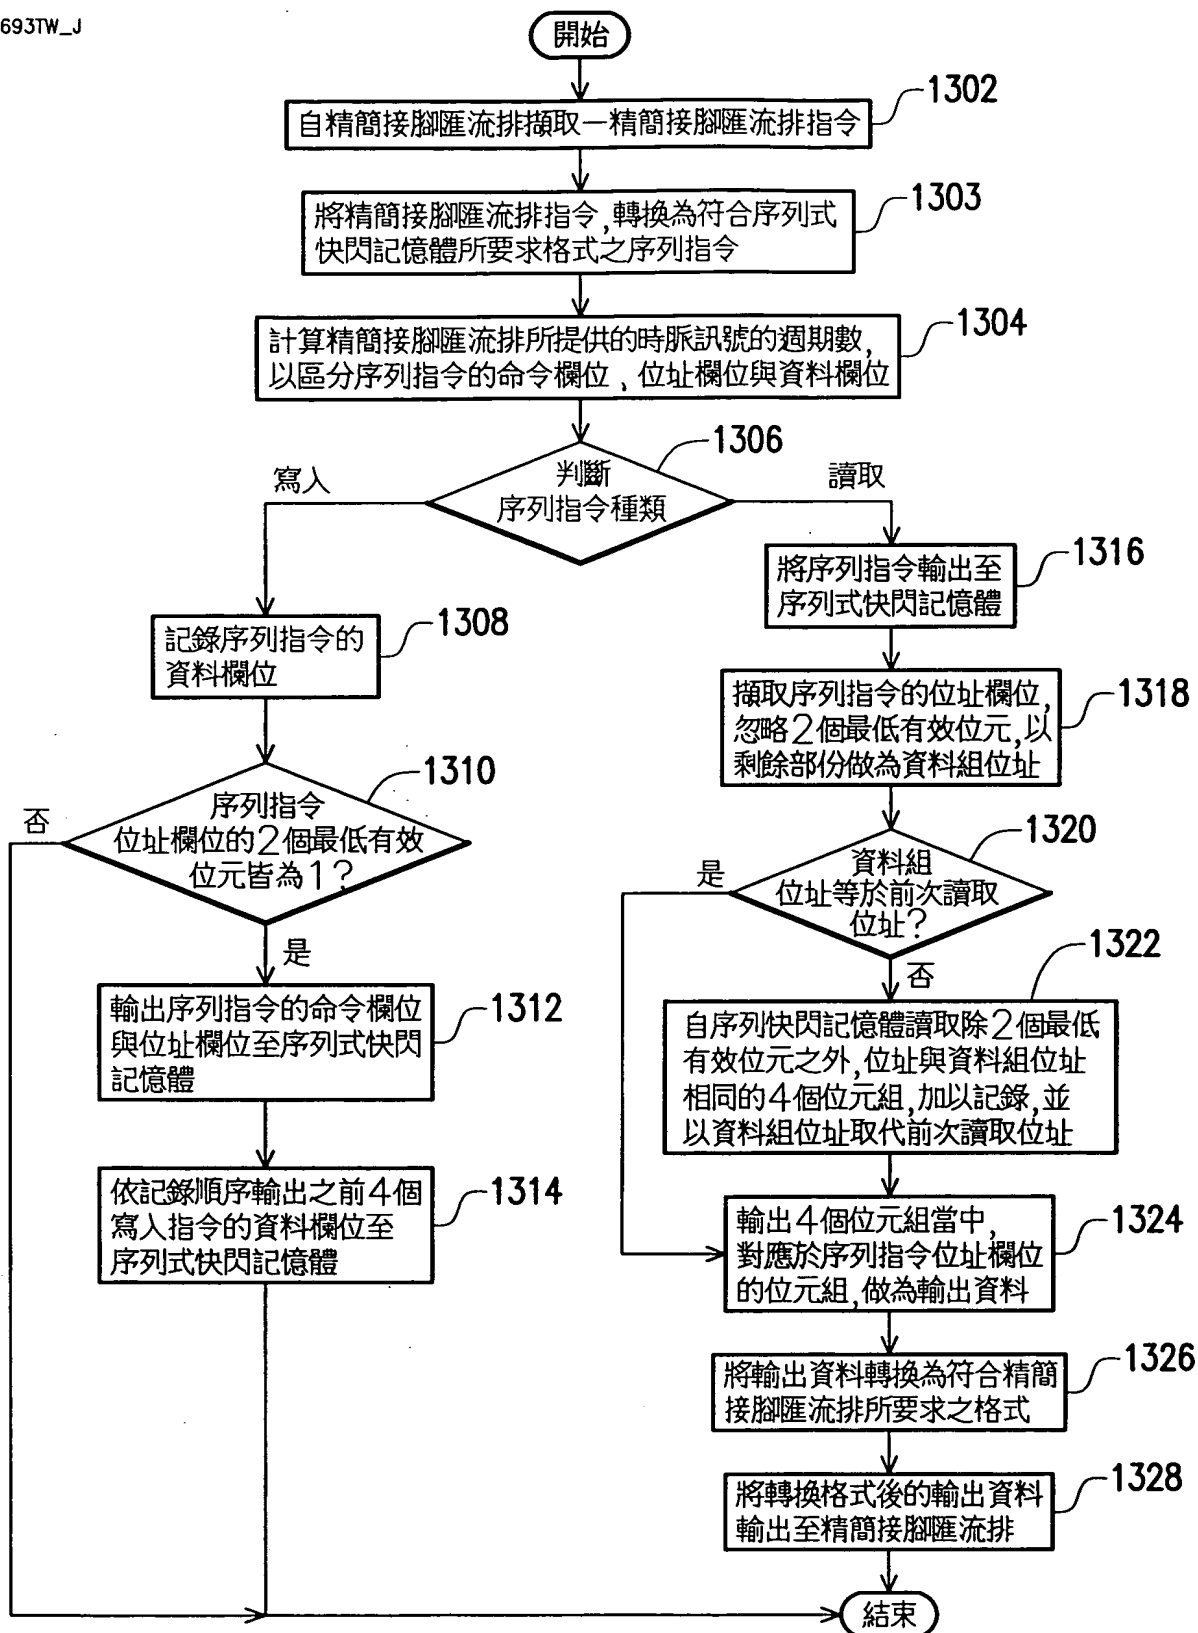 693TW_J
開始
1302
自精簡接腳匯流排擷取一精簡接腳匯流排指令
1303
將精簡接腳匯流排指令,轉換為符合序列式
快閃記憶體所要求格式之序列指令
1304
計算精簡接腳匯流排所提供的時脈訊號的週期數,
以區分序列指令的命令欄位、位址欄位與資料欄位
1306
判斷
序列指令種類
寫入
讀取
1308
記錄序列指令的
資料欄位
1310
序列指令
位址欄位的2個最低有效
位元皆為1?
否
是
1312
輸出序列指令的命令欄位
與位址欄位至序列式快閃
記憶體
1314
依記錄順序輸出之前4個
寫入指令的資料欄位至
序列式快閃記憶體
1316
將序列指令輸出至
序列式快閃記憶體
1318
擷取序列指令的位址欄位,
忽略2個最低有效位元,以
剩餘部份做為資料組位址
1320
資料組
位址等於前次讀取
位址?
是
否
1322
自序列快閃記憶體讀取除2個最低
有效位元之外,位址與資料組位址
相同的4個位元組,加以記錄,並
以資料組位址取代前次讀取位址
1324
輸出4個位元組當中,
對應於序列指令位址欄位
的位元組,做為輸出資料
1326
將輸出資料轉換為符合精簡
接腳匯流排所要求之格式
1328
將轉換格式後的輸出資料
輸出至精簡接腳匯流排
結束